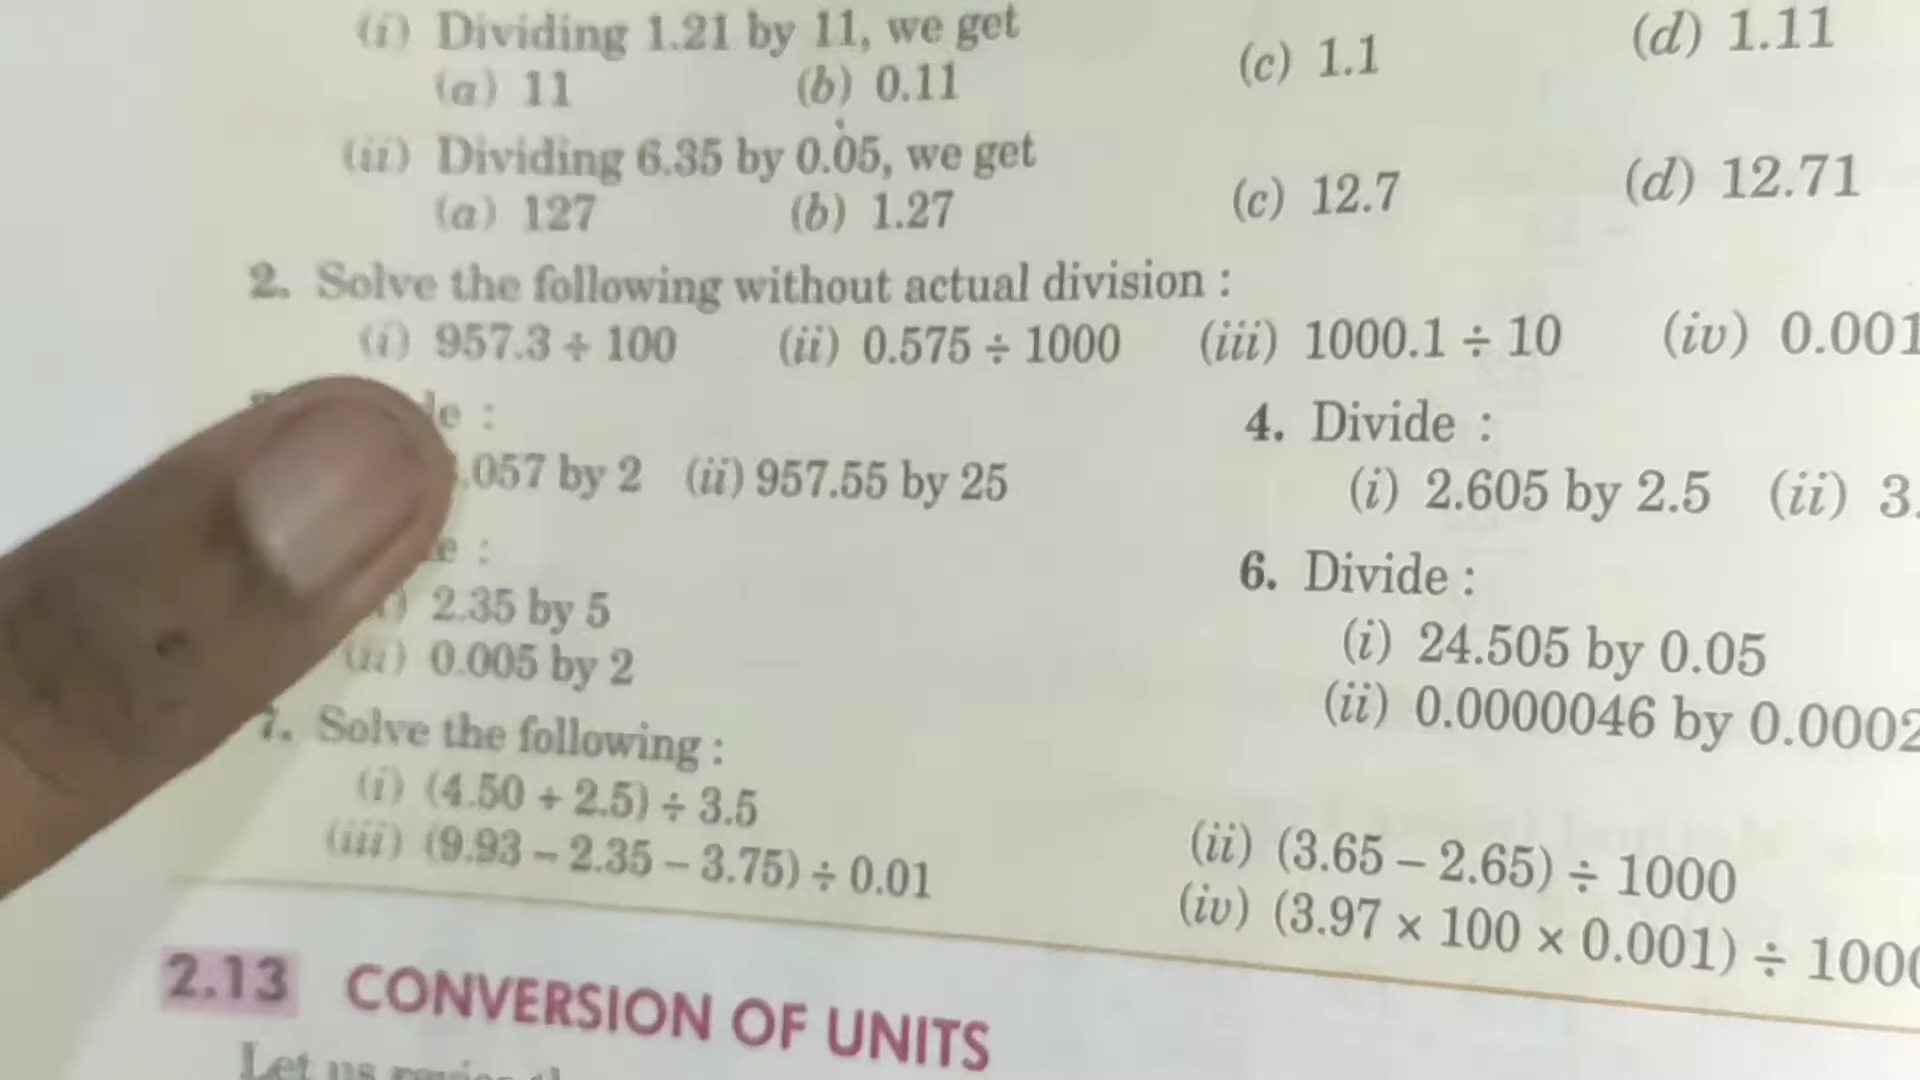 (i) Dividing 1.21 by 11, we get
(a) 11 (b) 0.11 (c) 1.1 (d) 1.11
(ii) Dividing 6.35 by 0.05, we get
(a) 127 (b) 1.27 (c) 12.7 (d) 12.71
2. Solve the following without actual division :
(i) 957.3 ÷ 100 (ii) 0.575 ÷ 1000 (iii) 1000.1 ÷ 10 (iv) 0.001
:
.057 by 2 (ii) 957.55 by 25
4. Divide :
(i) 2.605 by 2.5 (ii) 3.
:
2.35 by 5
(ii) 0.005 by 2
6. Divide :
(i) 24.505 by 0.05
(ii) 0.0000046 by 0.0002
7. Solve the following :
(i) (4.50 + 2.5) ÷ 3.5
(ii) (3.65 – 2.65) ÷ 1000
(iii) (9.93 – 2.35 – 3.75) ÷ 0.01
(iv) (3.97 × 100 × 0.001) ÷ 1000
2.13 CONVERSION OF UNITS
Let us